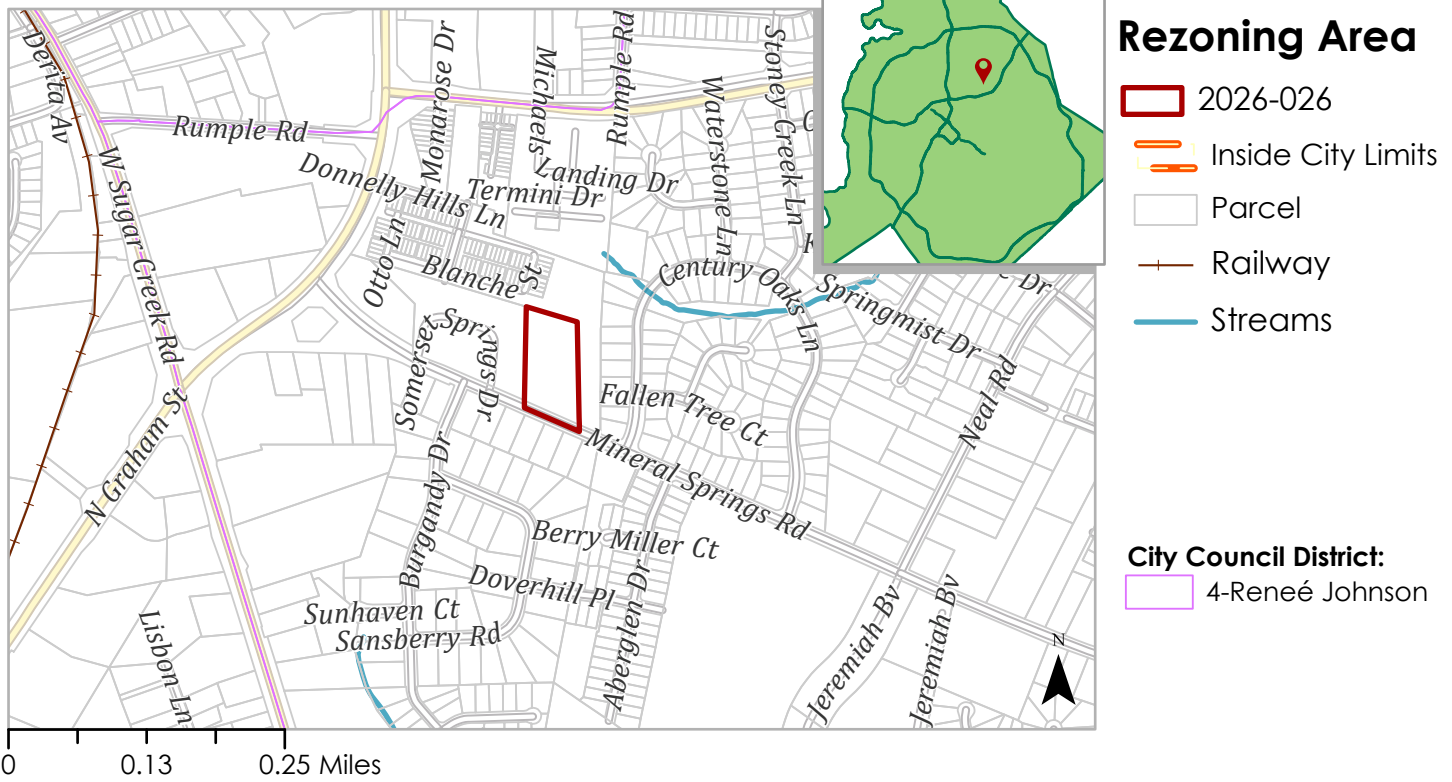 Derita Av
Rumple Rd
W Sugar Creek Rd
Monarose Dr
Michaels
Landing Dr
Rumple Rd
Waterstone Ln
Stoney Creek Ln
Donnelly Hills Ln
Termini Dr
Otto Ln
Blanche
St
Century Oaks Ln
Springmist Dr
Dr
Somerset
Springs Dr
Fallen Tree Ct
Neal Rd
N Graham St
Mineral Springs Rd
Burgandy Dr
Berry Miller Ct
Doverhill Pl
Aberglen Dr
Sunhaven Ct
Sansberry Rd
Lisbon Ln
Jeremiah Bv
Jeremiah Bv
N
0
0.13
0.25 Miles
Rezoning Area
2026-026
Inside City Limits
Parcel
Railway
Streams
City Council District:
4-Reneé Johnson